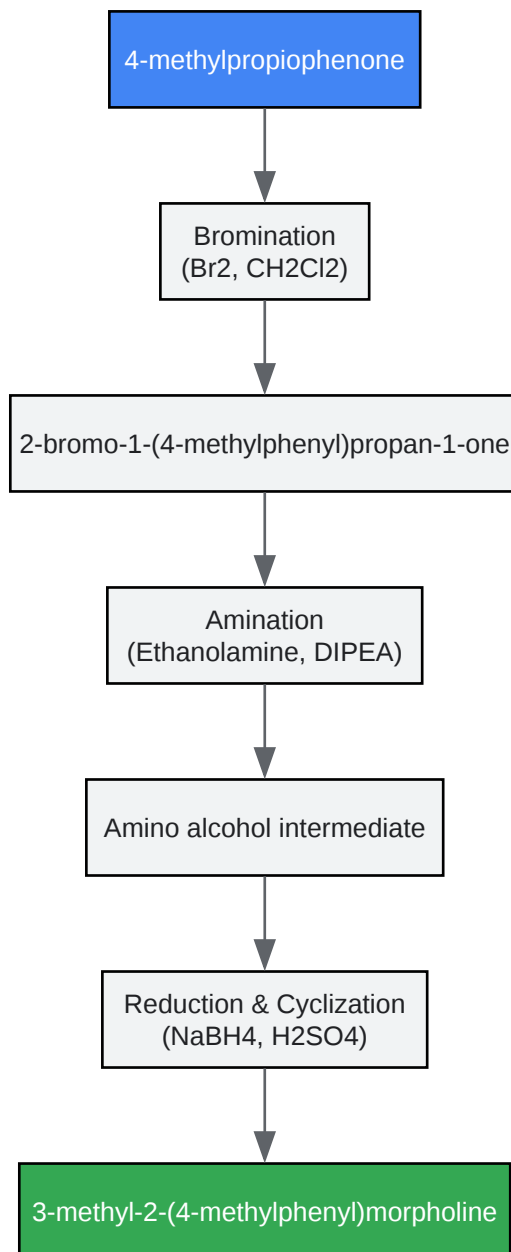 4-methylpropiophenone
Bromination
(Br2, CH2Cl2)
2-bromo-1-(4-methylphenyl)propan-1-one
Amination
(Ethanolamine, DIPEA)
Amino alcohol intermediate
Reduction & Cyclization
(NaBH4, H2SO4)
3-methyl-2-(4-methylphenyl)morpholine